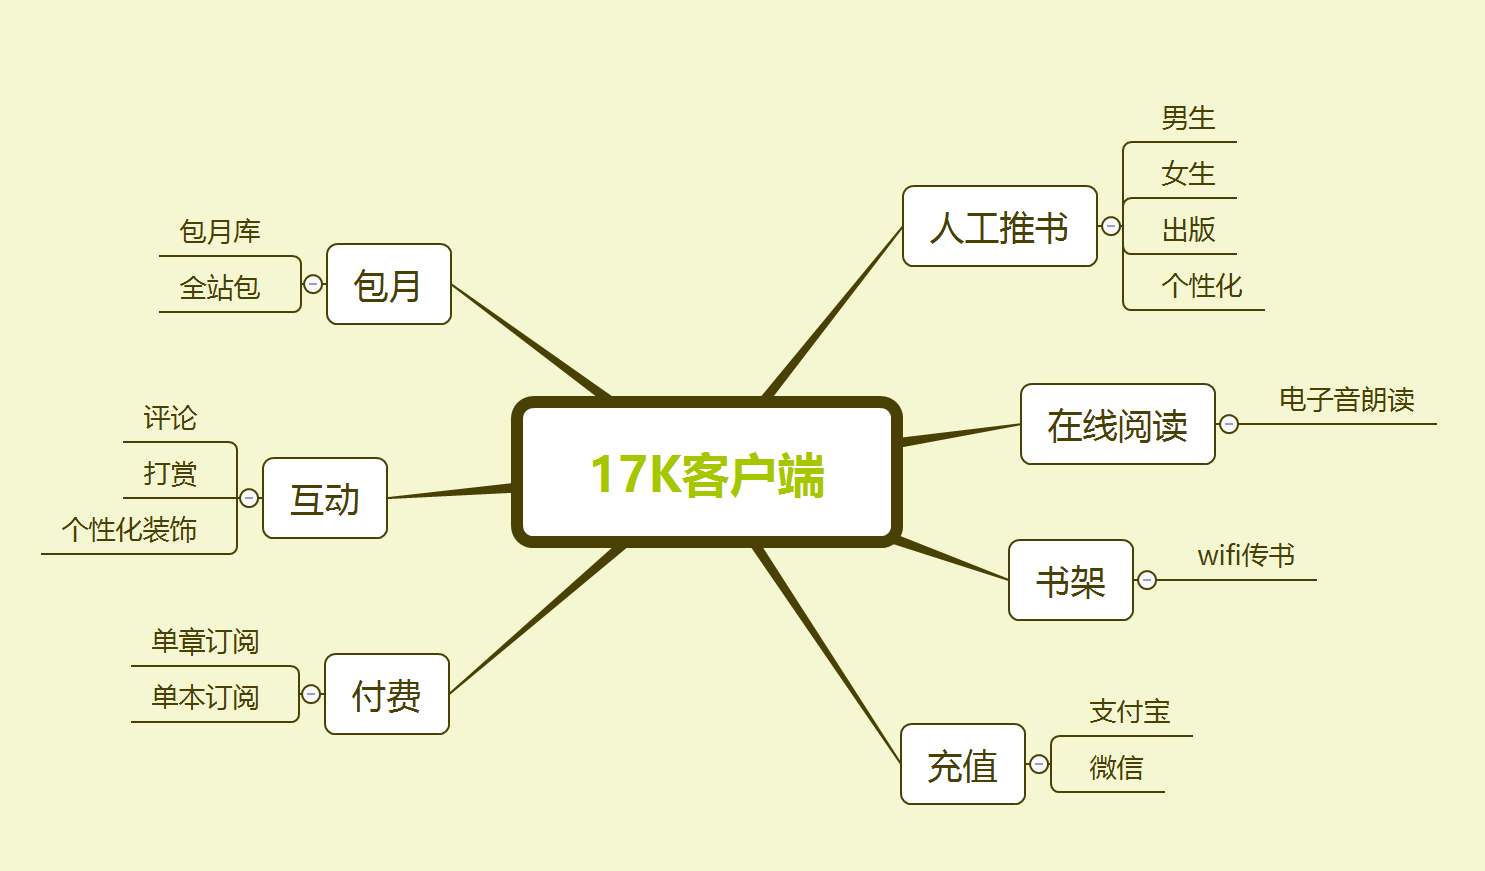 17K客户端
人工推书
男生
女生
出版
个性化
在线阅读
电子音朗读
书架
wifi传书
充值
支付宝
微信
付费
单章订阅
单本订阅
互动
评论
打赏
个性化装饰
包月
包月库
全站包